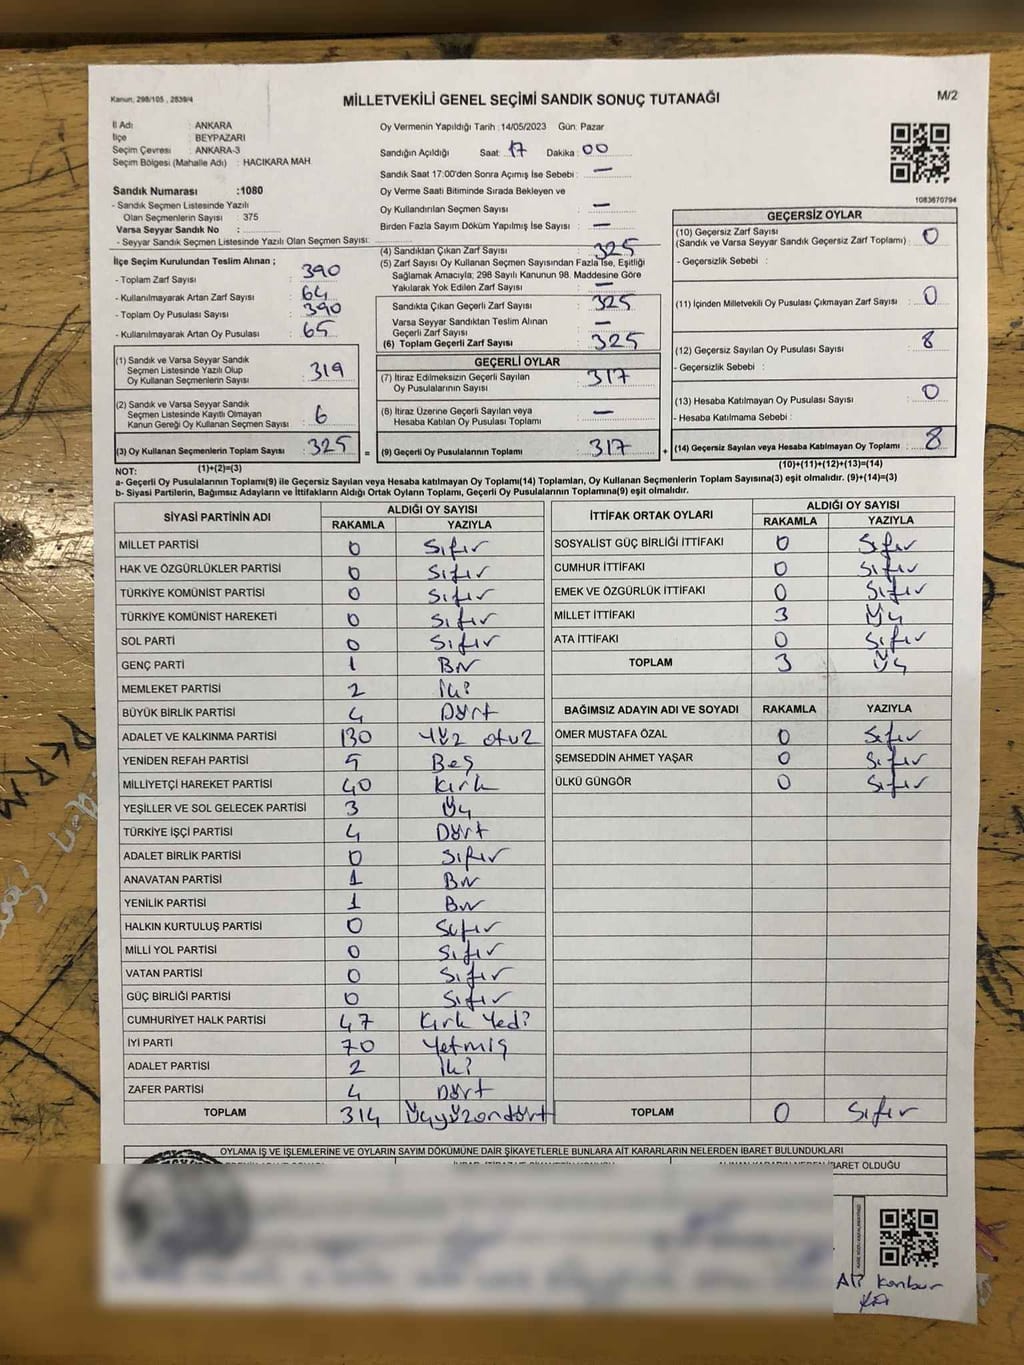 Kanun, 298/105 , 2839/4
MİLLETVEKİLİ GENEL SEÇİMİ SANDIK SONUÇ TUTANAĞI
M/2
İl Adı : ANKARA
İlçe : BEYPAZARI
Seçim Çevresi : ANKARA-3
Seçim Bölgesi (Mahalle Adı) : HACIKARA MAH.
Sandık Numarası :1080
- Sandık Seçmen Listesinde Yazılı
Olan Seçmenlerin Sayısı : 375
Varsa Seyyar Sandık No :
- Seyyar Sandık Seçmen Listesinde Yazılı Olan Seçmen Sayısı:
Oy Vermenin Yapıldığı Tarih :14/05/2023 Gün: Pazar
Sandığın Açıldığı Saat: 17 Dakika : 00
Sandık Saat 17:00'den Sonra Açımış İse Sebebi : —
Oy Verme Saati Bitiminde Sırada Bekleyen ve
Oy Kullandırılan Seçmen Sayısı : —
Birden Fazla Sayım Döküm Yapılmış İse Sayısı : —
1083670794
İlçe Seçim Kurulundan Teslim Alınan ;
- Toplam Zarf Sayısı : 390
- Kullanılmayarak Artan Zarf Sayısı : 64
- Toplam Oy Pusulası Sayısı : 390
- Kullanılmayarak Artan Oy Pusulası : 65
(1) Sandık ve Varsa Seyyar Sandık
Seçmen Listesinde Yazılı Olup
Oy Kullanan Seçmenlerin Sayısı : 319
(2) Sandık ve Varsa Seyyar Sandık
Seçmen Listesinde Kayıtlı Olmayan
Kanun Gereği Oy Kullanan Seçmen Sayısı : 6
(3) Oy Kullanan Seçmenlerin Toplam Sayısı : 325
(4) Sandıktan Çıkan Zarf Sayısı : 325
(5) Zarf Sayısı Oy Kullanan Seçmen Sayısından Fazla İse, Eşitliği
Sağlamak Amacıyla; 298 Sayılı Kanunun 98. Maddesine Göre
Yakılarak Yok Edilen Zarf Sayısı : —
Sandıkta Çıkan Geçerli Zarf Sayısı : 325
Varsa Seyyar Sandıktan Teslim Alınan
Geçerli Zarf Sayısı : —
(6) Toplam Geçerli Zarf Sayısı : 325
GEÇERLİ OYLAR
(7) İtiraz Edilmeksizin Geçerli Sayılan
Oy Pusulalarının Sayısı : 317
(8) İtiraz Üzerine Geçerli Sayılan veya
Hesaba Katılan Oy Pusulası Toplamı : —
= (9) Geçerli Oy Pusulalarının Toplamı : 317
GEÇERSİZ OYLAR
(10) Geçersiz Zarf Sayısı
(Sandık ve Varsa Seyyar Sandık Geçersiz Zarf Toplamı) : 0
- Geçersizlik Sebebi :
(11) İçinden Milletvekili Oy Pusulası Çıkmayan Zarf Sayısı : 0
(12) Geçersiz Sayılan Oy Pusulası Sayısı : 8
- Geçersizlik Sebebi :
(13) Hesaba Katılmayan Oy Pusulası Sayısı : 0
- Hesaba Katılmama Sebebi :
+ (14) Geçersiz Sayılan veya Hesaba Katılmayan Oy Toplamı : 8
NOT: (1)+(2)=(3)
(10)+(11)+(12)+(13)=(14)
a- Geçerli Oy Pusulalarının Toplamı(9) ile Geçersiz Sayılan veya Hesaba katılmayan Oy Toplamı(14) Toplamları, Oy Kullanan Seçmenlerin Toplam Sayısına(3) eşit olmalıdır. (9)+(14)=(3)
b- Siyasi Partilerin, Bağımsız Adayların ve İttifakların Aldığı Ortak Oyların Toplamı, Geçerli Oy Pusulalarının Toplamına(9) eşit olmalıdır.
SİYASİ PARTİNİN ADI ALDIĞI OY SAYISI
RAKAMLA YAZIYLA
MİLLET PARTİSİ 0 Sıfır
HAK VE ÖZGÜRLÜKLER PARTİSİ 0 Sıfır
TÜRKİYE KOMÜNİST PARTİSİ 0 Sıfır
TÜRKİYE KOMÜNİST HAREKETİ 0 Sıfır
SOL PARTİ 0 Sıfır
GENÇ PARTİ 1 Bir
MEMLEKET PARTİSİ 2 İki
BÜYÜK BİRLİK PARTİSİ 4 Dört
ADALET VE KALKINMA PARTİSİ 130 Yüz otuz
YENİDEN REFAH PARTİSİ 5 Beş
MİLLİYETÇİ HAREKET PARTİSİ 40 Kırk
YEŞİLLER VE SOL GELECEK PARTİSİ 3 Üç
TÜRKİYE İŞÇİ PARTİSİ 4 Dört
ADALET BİRLİK PARTİSİ 0 Sıfır
ANAVATAN PARTİSİ 1 Bir
YENİLİK PARTİSİ 1 Bir
HALKIN KURTULUŞ PARTİSİ 0 Sıfır
MİLLİ YOL PARTİSİ 0 Sıfır
VATAN PARTİSİ 0 Sıfır
GÜÇ BİRLİĞİ PARTİSİ 0 Sıfır
CUMHURİYET HALK PARTİSİ 47 Kırk Yedi
İYİ PARTİ 70 Yetmiş
ADALET PARTİSİ 2 İki
ZAFER PARTİSİ 4 Dört
TOPLAM 314 Üçyüzondört
İTTİFAK ORTAK OYLARI ALDIĞI OY SAYISI
RAKAMLA YAZIYLA
SOSYALİST GÜÇ BİRLİĞİ İTTİFAKI 0 Sıfır
CUMHUR İTTİFAKI 0 Sıfır
EMEK VE ÖZGÜRLÜK İTTİFAKI 0 Sıfır
MİLLET İTTİFAKI 3 Üç
ATA İTTİFAKI 0 Sıfır
TOPLAM 3 Üç
BAĞIMSIZ ADAYIN ADI VE SOYADI RAKAMLA YAZIYLA
ÖMER MUSTAFA ÖZAL 0 Sıfır
ŞEMSEDDİN AHMET YAŞAR 0 Sıfır
ÜLKÜ GÜNGÖR 0 Sıfır
TOPLAM 0 Sıfır
OYLAMA İŞ VE İŞLEMLERİNE VE OYLARIN SAYIM DÖKÜMÜNE DAİR ŞİKAYETLERLE BUNLARA AİT KARARLARIN NELERDEN İBARET BULUNDUKLARI
İBARET OLDUĞU